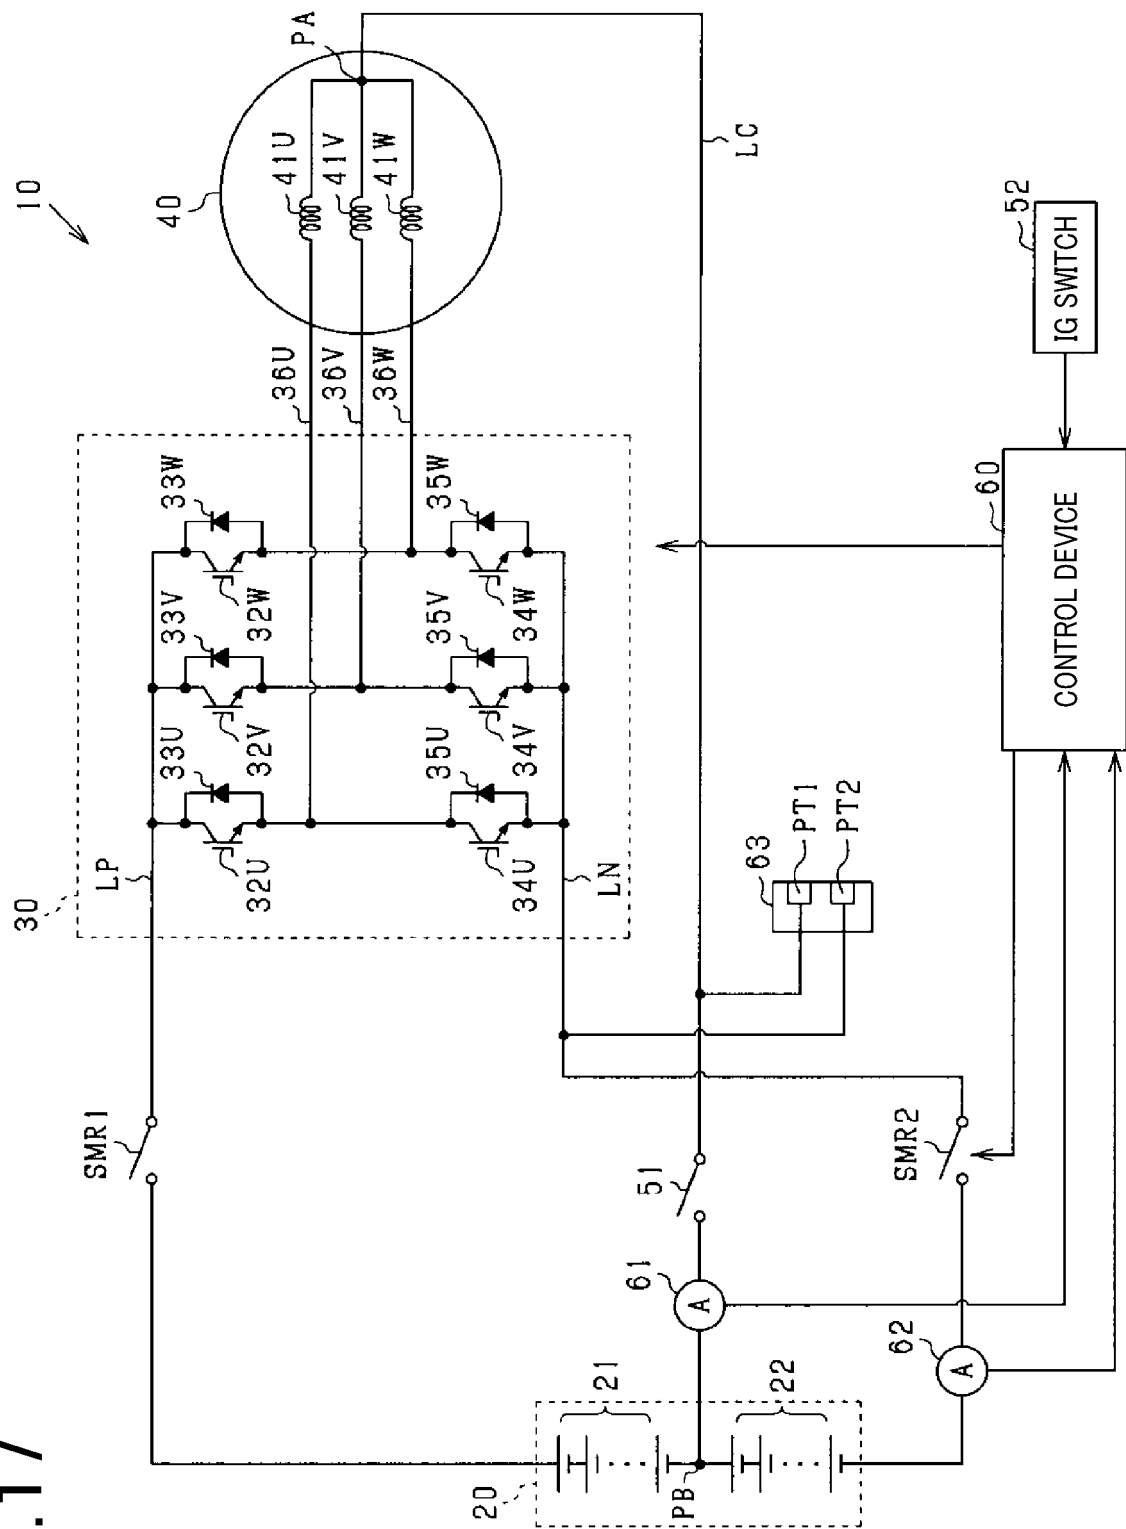 10
PA
40
41U
41V
41W
LC
36U
36V
36W
30
LP
33U
33V
33W
32U
32V
32W
35U
35V
35W
34U
34V
34W
LN
SMR1
51
SMR2
63
PT1
PT2
61
A
62
A
20
21
22
PB
60
CONTROL DEVICE
52
IG SWITCH